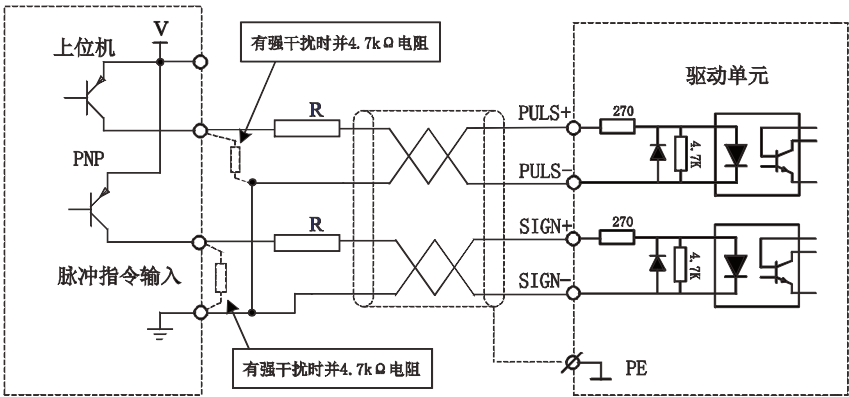 上位机
V
有强干扰时并4.7kΩ电阻
驱动单元
R
PULS+
270
4.7K
PNP
PULS-
R
SIGN+
270
4.7K
脉冲指令输入
SIGN-
有强干扰时并4.7kΩ电阻
PE